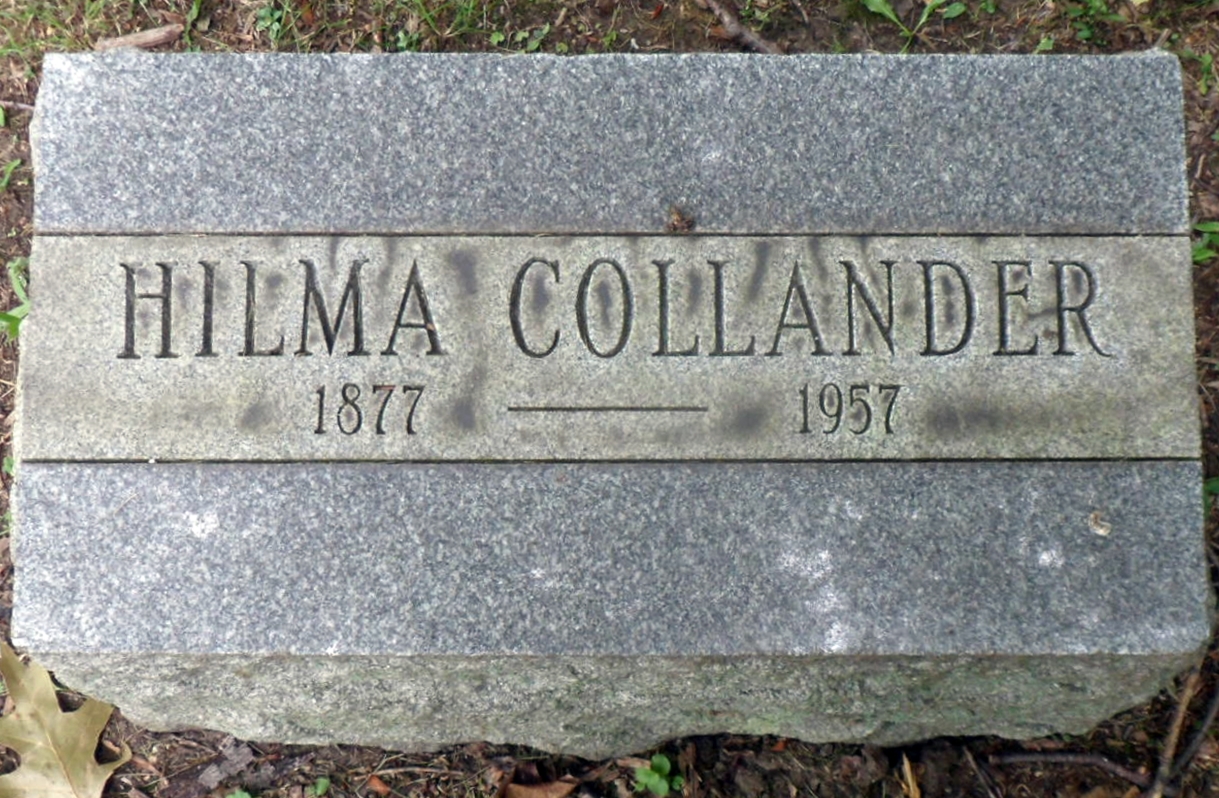 HILMA COLLANDER
1877 — 1957